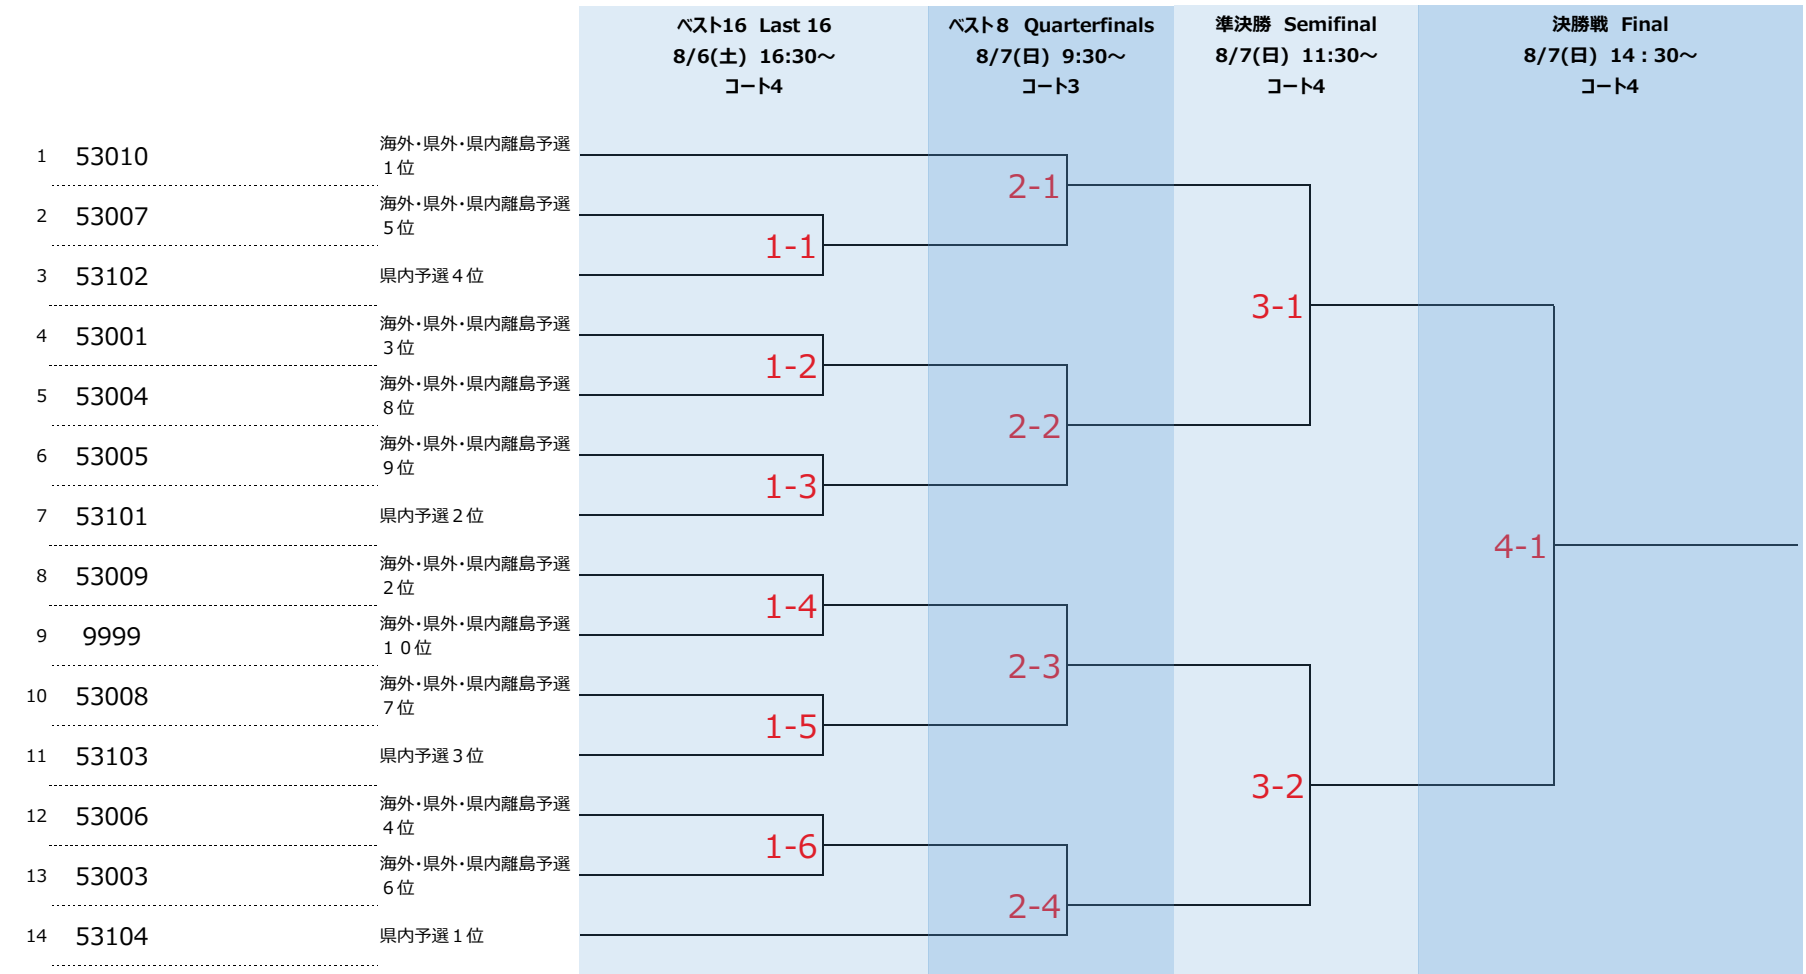 ベスト16 Last 16
8/6(土) 16:30～
コート4
ベスト8 Quarterfinals
8/7(日) 9:30～
コート3
準決勝 Semifinal
8/7(日) 11:30～
コート4
決勝戦 Final
8/7(日) 14：30～
コート4
1 53010 海外・県外・県内離島予選
１位
2 53007 海外・県外・県内離島予選
５位
3 53102 県内予選４位
4 53001 海外・県外・県内離島予選
３位
5 53004 海外・県外・県内離島予選
８位
6 53005 海外・県外・県内離島予選
９位
7 53101 県内予選２位
8 53009 海外・県外・県内離島予選
２位
9 9999 海外・県外・県内離島予選
１０位
10 53008 海外・県外・県内離島予選
７位
11 53103 県内予選３位
12 53006 海外・県外・県内離島予選
４位
13 53003 海外・県外・県内離島予選
６位
14 53104 県内予選１位
1-1
1-2
1-3
1-4
1-5
1-6
2-1
2-2
2-3
2-4
3-1
3-2
4-1